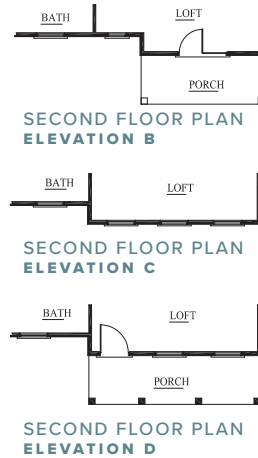 BATH
LOFT
PORCH
SECOND FLOOR PLAN
ELEVATION B
BATH
LOFT
SECOND FLOOR PLAN
ELEVATION C
BATH
LOFT
PORCH
SECOND FLOOR PLAN
ELEVATION D